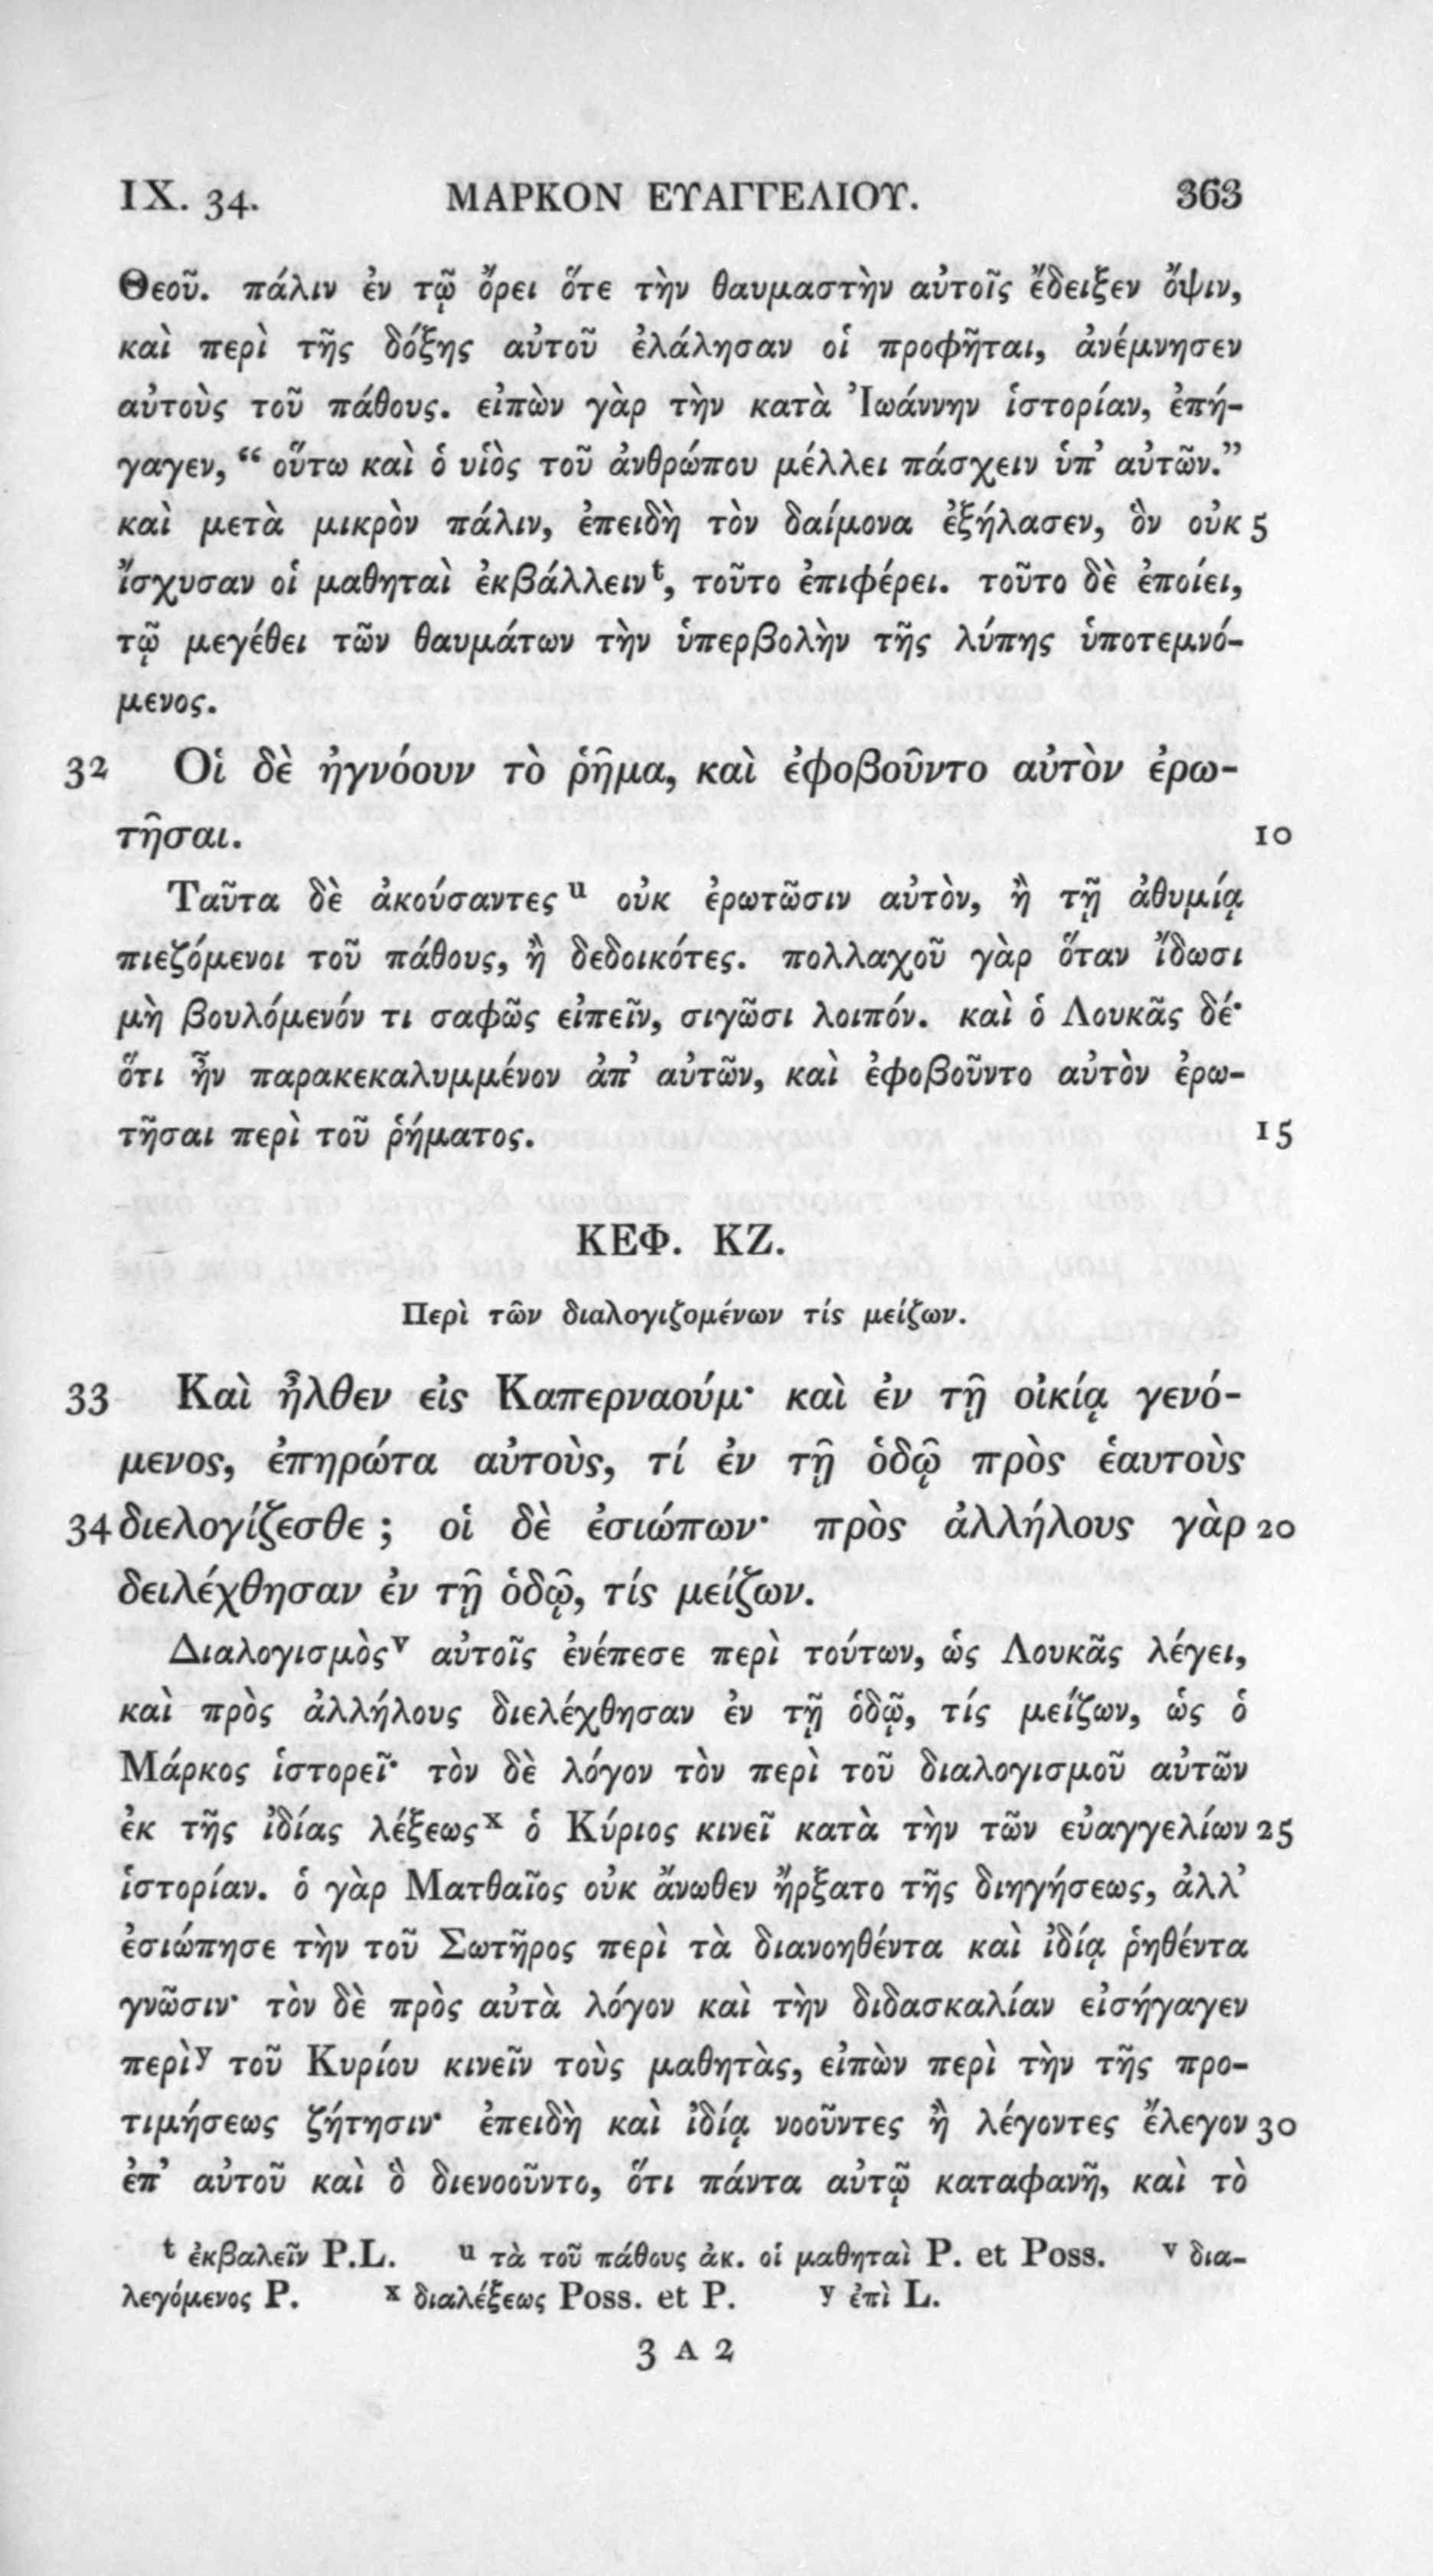 IX. 34. ΜΑΡΚΟΝ ΕΥΑΓΓΕΛΙΟΥ. 363
Θεοῦ. πάλιν ἐν τῷ ὄρει ὅτε τὴν θαυμαστὴν αὐτοῖς ἔδειξεν ὄψιν,
καὶ περὶ τῆς δόξης αὐτοῦ ἐλάλησαν οἱ προφῆται, ἀνέμνησεν
αὐτοὺς τοῦ πάθους. εἰπὼν γὰρ τὴν κατὰ Ἰωάννην ἱστορίαν, ἐπή-
γαγεν, “ οὕτω καὶ ὁ υἱὸς τοῦ ἀνθρώπου μέλλει πάσχειν ὑπ’ αὐτῶν.”
καὶ μετὰ μικρὸν πάλιν, ἐπειδὴ τὸν δαίμονα ἐξήλασεν, ὃν οὐκ 5
ἴσχυσαν οἱ μαθηταὶ ἐκβάλλειν t, τοῦτο ἐπιφέρει. τοῦτο δὲ ἐποίει,
τῷ μεγέθει τῶν θαυμάτων τὴν ὑπερβολὴν τῆς λύπης ὑποτεμνό-
μενος.
32 Οἱ δὲ ἠγνόουν τὸ ῥῆμα, καὶ ἐφοβοῦντο αὐτὸν ἐρω-
τῆσαι. 10
Ταῦτα δὲ ἀκούσαντες u οὐκ ἐρωτῶσιν αὐτὸν, ἢ τῇ ἀθυμίᾳ
πιεζόμενοι τοῦ πάθους, ἢ δεδοικότες. πολλαχοῦ γὰρ ὅταν ἴδωσι
μὴ βουλόμενόν τι σαφῶς εἰπεῖν, σιγῶσι λοιπόν. καὶ ὁ Λουκᾶς δέ·
ὅτι ἦν παρακεκαλυμμένον ἀπ’ αὐτῶν, καὶ ἐφοβοῦντο αὐτὸν ἐρω-
τῆσαι περὶ τοῦ ῥήματος. 15
ΚΕΦ. ΚΖ.
Περὶ τῶν διαλογιζομένων τίς μείζων.
33 Καὶ ἦλθεν εἰς Καπερναούμ· καὶ ἐν τῇ οἰκίᾳ γενό-
μενος, ἐπηρώτα αὐτοὺς, τί ἐν τῇ ὁδῷ πρὸς ἑαυτοὺς
34 διελογίζεσθε ; οἱ δὲ ἐσιώπων· πρὸς ἀλλήλους γὰρ 20
δειλέχθησαν ἐν τῇ ὁδῷ, τίς μείζων.
Διαλογισμὸς v αὐτοῖς ἐνέπεσε περὶ τούτων, ὡς Λουκᾶς λέγει,
καὶ πρὸς ἀλλήλους διελέχθησαν ἐν τῇ ὁδῷ, τίς μείζων, ὡς ὁ
Μάρκος ἱστορεῖ· τὸν δὲ λόγον τὸν περὶ τοῦ διαλογισμοῦ αὐτῶν
ἐκ τῆς ἰδίας λέξεως x ὁ Κύριος κινεῖ κατὰ τὴν τῶν εὐαγγελίων 25
ἱστορίαν. ὁ γὰρ Ματθαῖος οὐκ ἄνωθεν ἤρξατο τῆς διηγήσεως, ἀλλ’
ἐσιώπησε τὴν τοῦ Σωτῆρος περὶ τὰ διανοηθέντα καὶ ἰδίᾳ ῥηθέντα
γνῶσιν· τὸν δὲ πρὸς αὐτὰ λόγον καὶ τὴν διδασκαλίαν εἰσήγαγεν
περὶ y τοῦ Κυρίου κινεῖν τοὺς μαθητὰς, εἰπὼν περὶ τὴν τῆς προ-
τιμήσεως ζήτησιν· ἐπειδὴ καὶ ἰδίᾳ νοοῦντες ἢ λέγοντες ἔλεγον 30
ἐπ’ αὐτοῦ καὶ ὃ διενοοῦντο, ὅτι πάντα αὐτῷ καταφανῆ, καὶ τὸ
t ἐκβαλεῖν P.L. u τὰ τοῦ πάθους ἀκ. οἱ μαθηταὶ P. et Poss. v δια-
λεγόμενος P. x διαλέξεως Poss. et P. y ἐπὶ L.
3 A 2